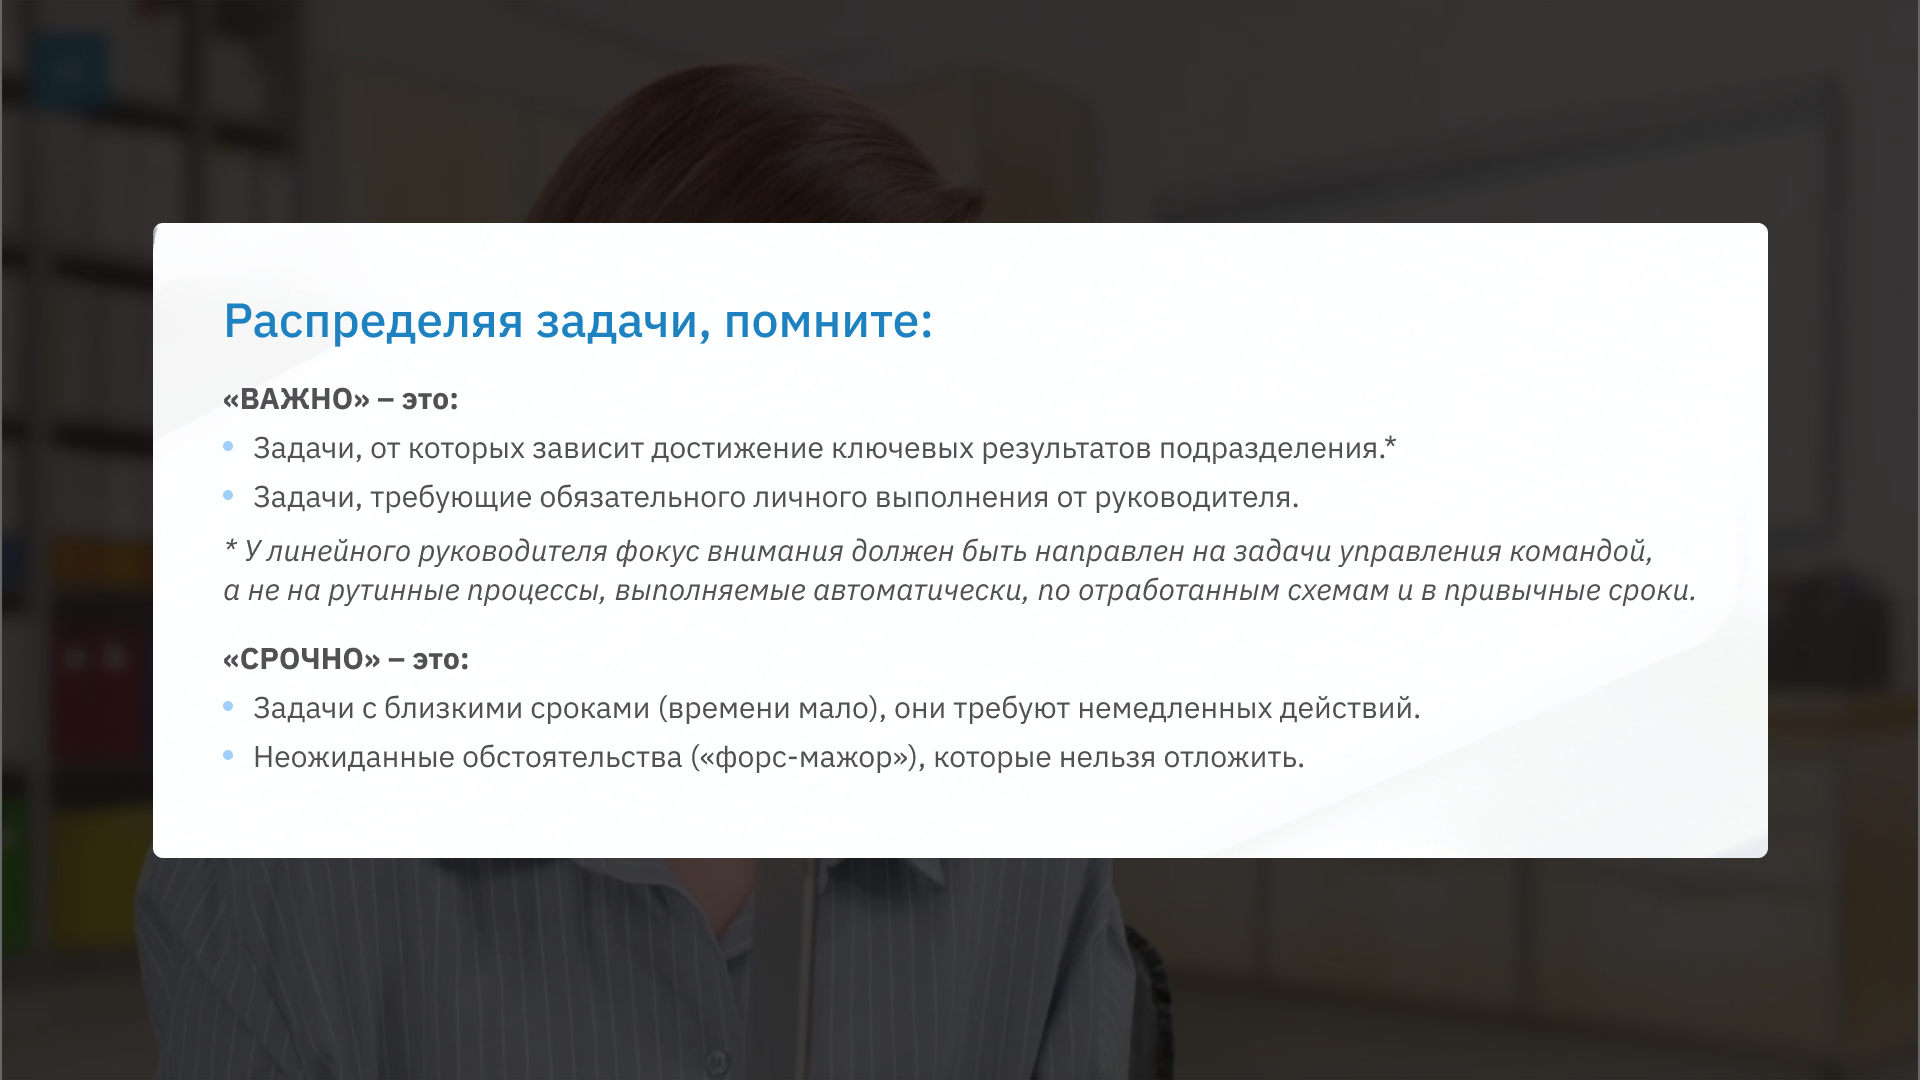 Распределяя задачи, помните:
«ВАЖНО» – это:
• Задачи, от которых зависит достижение ключевых результатов подразделения.*
• Задачи, требующие обязательного личного выполнения от руководителя.
* У линейного руководителя фокус внимания должен быть направлен на задачи управления командой,
а не на рутинные процессы, выполняемые автоматически, по отработанным схемам и в привычные сроки.
«СРОЧНО» – это:
• Задачи с близкими сроками (времени мало), они требуют немедленных действий.
• Неожиданные обстоятельства («форс-мажор»), которые нельзя отложить.